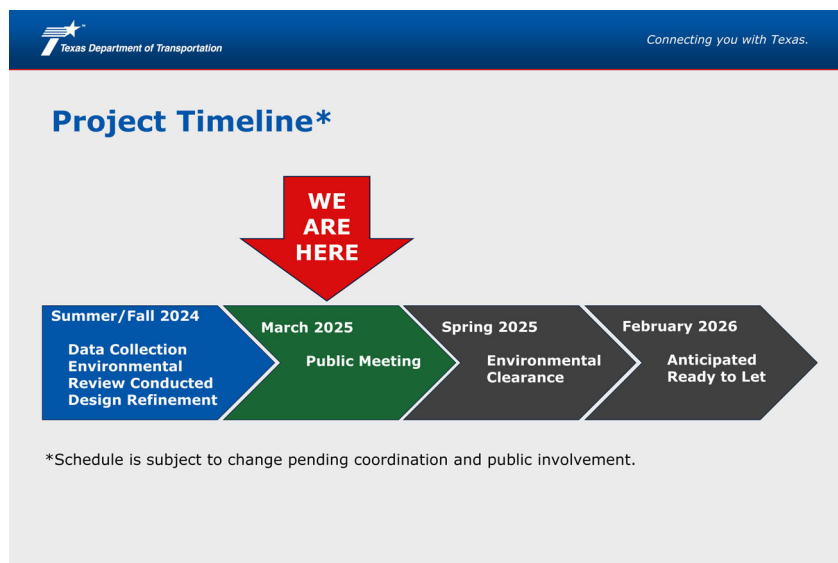 Texas Department of Transportation
Connecting you with Texas.
Project Timeline*
WE
ARE
HERE
Summer/Fall 2024
Data Collection
Environmental
Review Conducted
Design Refinement
March 2025
Public Meeting
Spring 2025
Environmental
Clearance
February 2026
Anticipated
Ready to Let
*Schedule is subject to change pending coordination and public involvement.